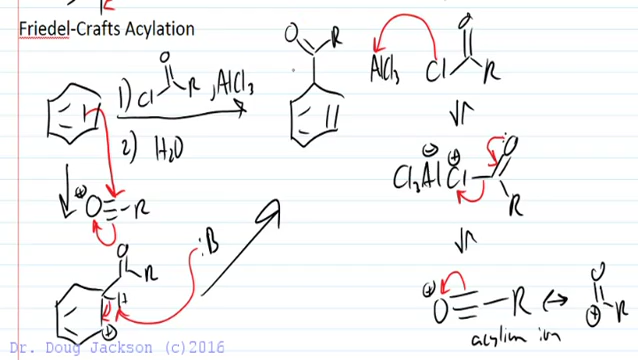 Friedel-Crafts Acylation
O
R
O
1) Cl R , AlCl3
2) H2O
AlCl3 Cl R
O
⊕
O R
⊖ ⊕
Cl3Al Cl
O
R
O
R
:B
H
⊕
⊕
O R ↔ ⊕ R
O
acylium ion
Dr. Doug Jackson (c)2016